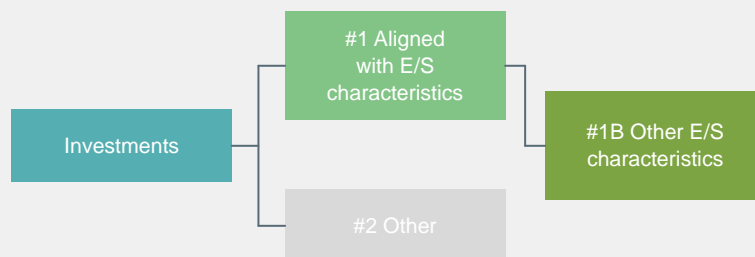 #1 Aligned
with E/S
characteristics
Investments
#1B Other E/S
characteristics
#2 Other